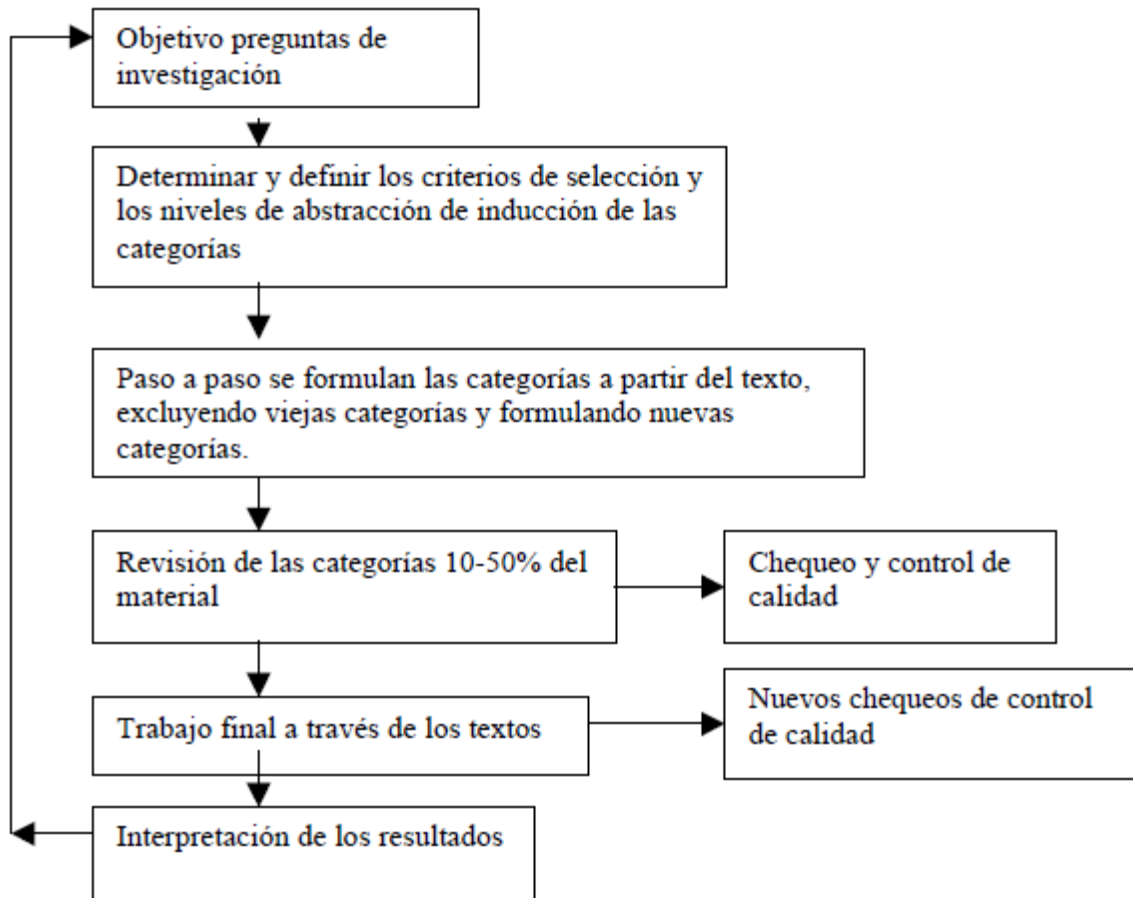 Objetivo preguntas de
investigación
Determinar y definir los criterios de selección y
los niveles de abstracción de inducción de las
categorías
Paso a paso se formulan las categorías a partir del texto,
excluyendo viejas categorías y formulando nuevas
categorías.
Revisión de las categorías 10-50% del
material
Chequeo y control de
calidad
Trabajo final a través de los textos
Nuevos chequeos de control
de calidad
Interpretación de los resultados